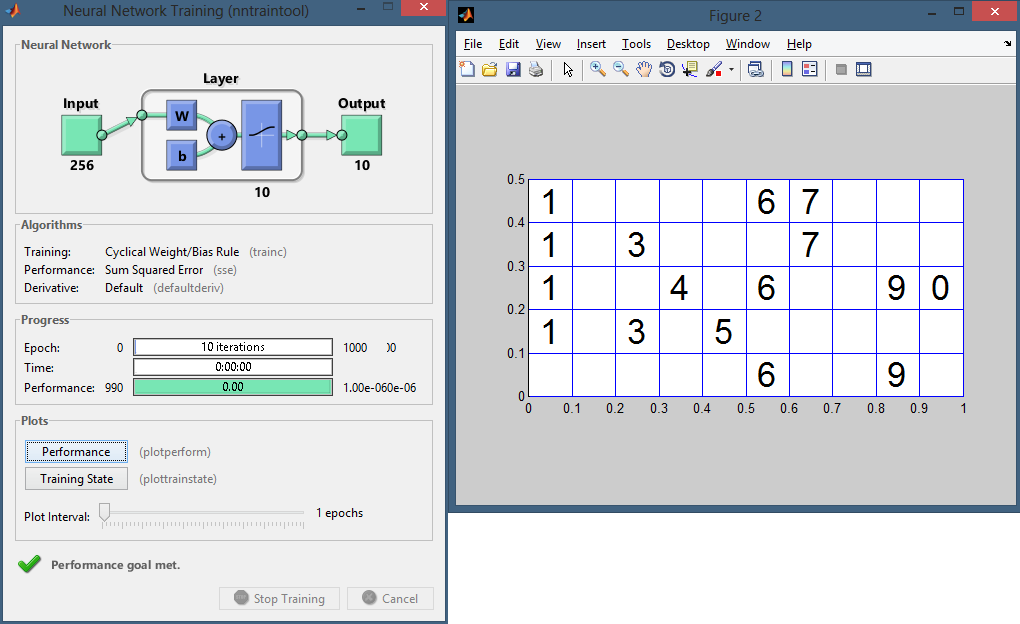 Neural Network Training (nntraintool)
Neural Network
Layer
Input
Output
W
+
b
256
10
10
Algorithms
Training: Cyclical Weight/Bias Rule (trainc)
Performance: Sum Squared Error (sse)
Derivative: Default (defaultderiv)
Progress
Epoch: 0 10 iterations 1000 )0
Time: 0:00:00
Performance: 990 0.00 1.00e-060e-06
Plots
Performance (plotperform)
Training State (plottrainstate)
Plot Interval: 1 epochs
Performance goal met.
Stop Training Cancel
Figure 2
File Edit View Insert Tools Desktop Window Help
0.5
1 6 7
0.4
1 3 7
0.3
1 4 6 9 0
0.2
1 3 5
0.1
6 9
0
0 0.1 0.2 0.3 0.4 0.5 0.6 0.7 0.8 0.9 1